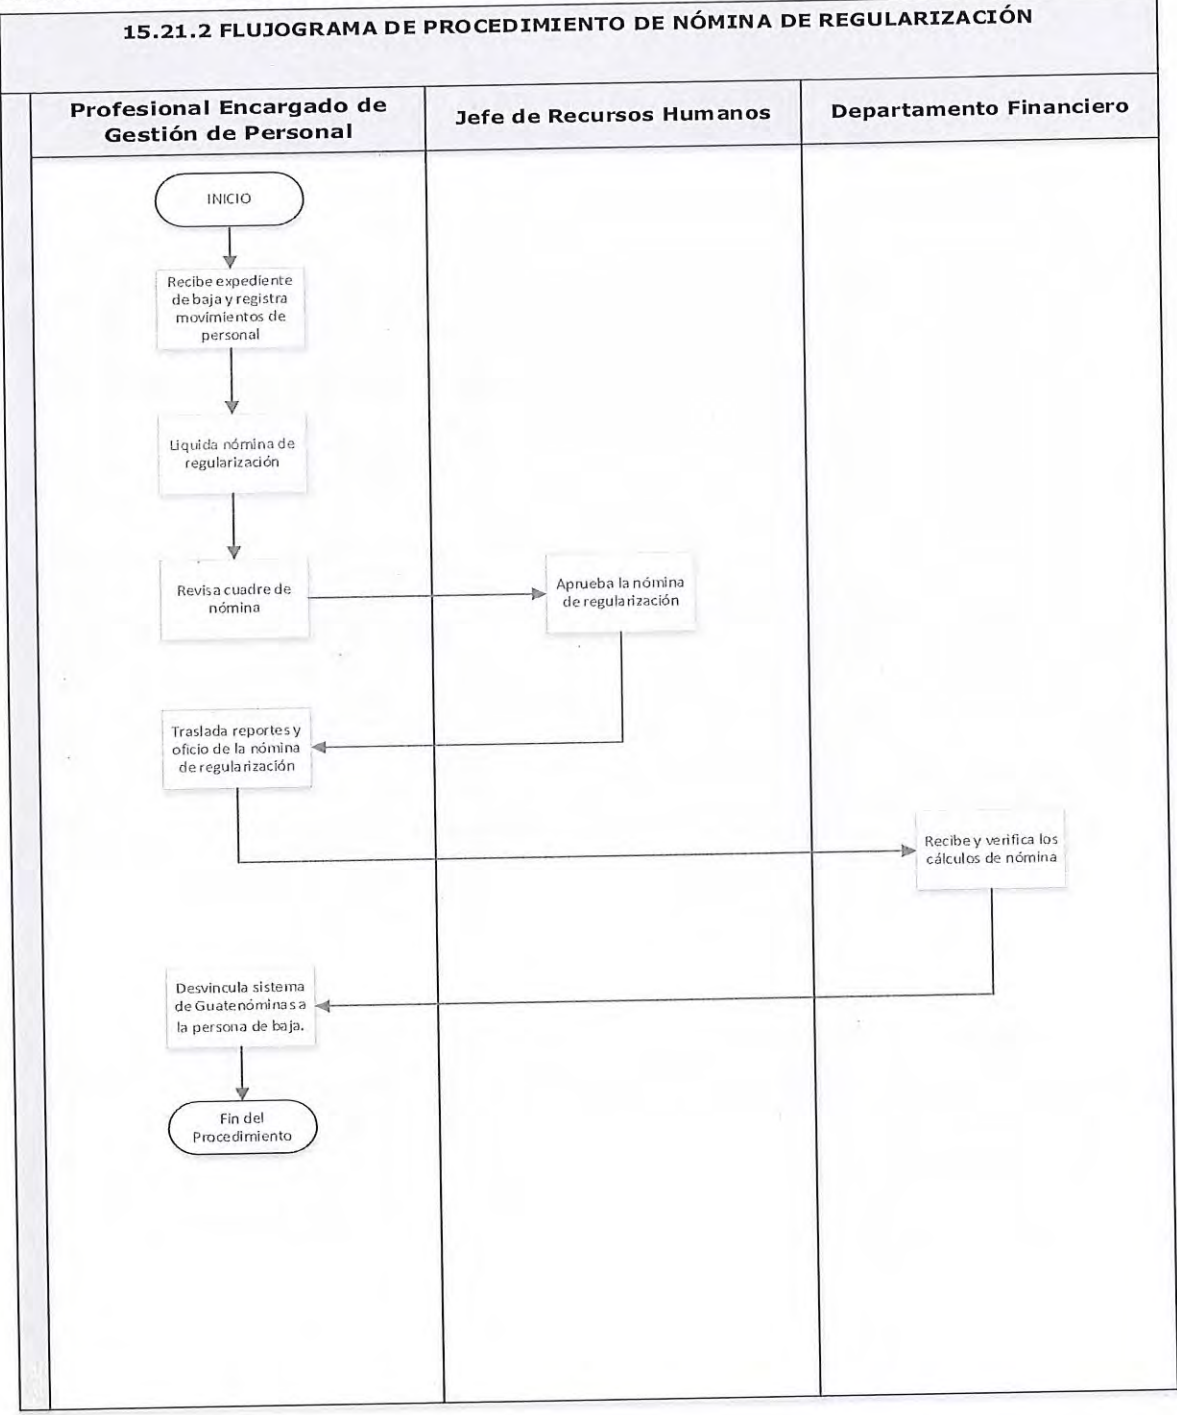 15.21.2 FLUJOGRAMA DE PROCEDIMIENTO DE NÓMINA DE REGULARIZACIÓN
Profesional Encargado de
Gestión de Personal
Jefe de Recursos Humanos
Departamento Financiero
INICIO
Recibe expediente
de baja y registra
movimientos de
personal
Liquida nómina de
regularización
Revisa cuadre de
nómina
Aprueba la nómina
de regularización
Traslada reportes y
oficio de la nómina
de regularización
Recibe y verifica los
cálculos de nómina
Desvincula sistema
de Guatenóminas a
la persona de baja.
Fin del
Procedimiento